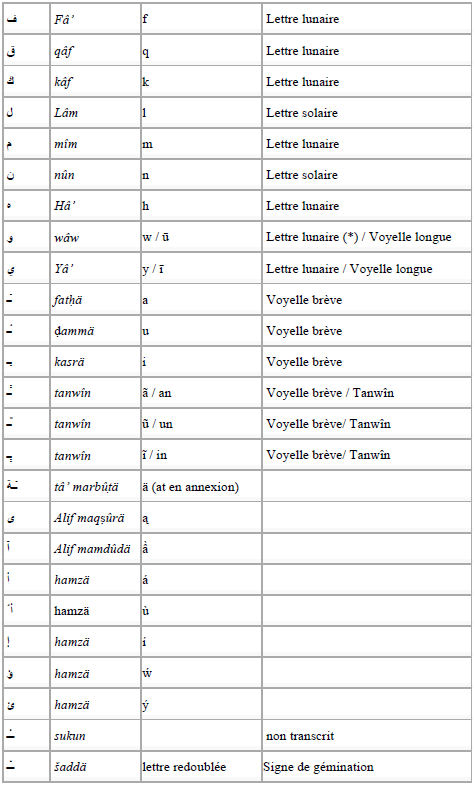 ف Fâ’ f Lettre lunaire
ق qâf q Lettre lunaire
ك kâf k Lettre lunaire
ل Lâm l Lettre solaire
م mîm m Lettre lunaire
ن nûn n Lettre solaire
ه Hâ’ h Lettre lunaire
و wâw w / ū Lettre lunaire (*) / Voyelle longue
ي Yâ’ y / ī Lettre lunaire / Voyelle longue
ـَ fatḥä a Voyelle brève
ـُ ḍammä u Voyelle brève
ـِ kasrä i Voyelle brève
tanwîn ã / an Voyelle brève / Tanwîn
tanwîn ũ / un Voyelle brève/ Tanwîn
ـٍ tanwîn ĩ / in Voyelle brève/ Tanwîn
ـَة tâ’ marbûṭä ä (at en annexion)
ى Alif maqṣûrä ą
آ Alif mamdûdä
أ hamzä á
أُ hamzä
إ hamzä í
ؤ hamzä ẃ
ئ hamzä ý
ـْ sukun non transcrit
ـّ šaddä lettre redoublée Signe de gémination